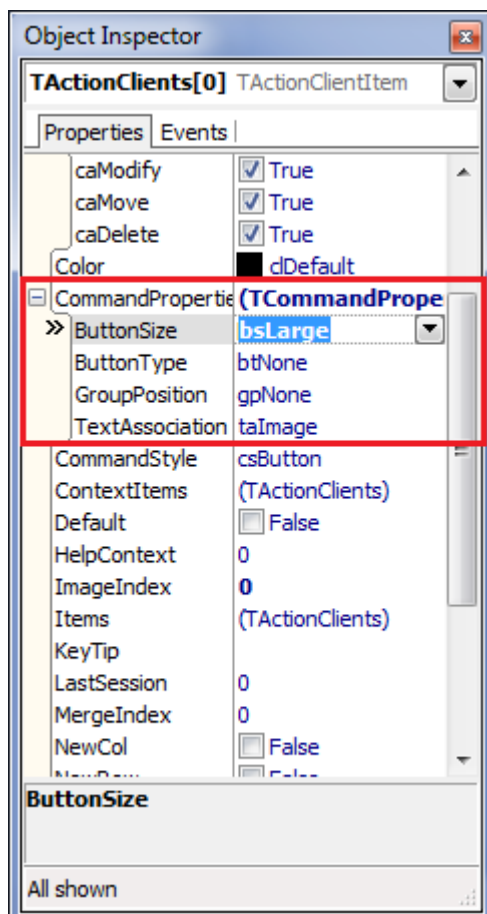 Object Inspector
TActionClients[0] TActionClientItem
Properties Events
caModify True
caMove True
caDelete True
Color clDefault
CommandPropertie (TCommandPrope
ButtonSize bsLarge
ButtonType btNone
GroupPosition gpNone
TextAssociation taImage
CommandStyle csButton
ContextItems (TActionClients)
Default False
HelpContext 0
ImageIndex 0
Items (TActionClients)
KeyTip
LastSession 0
MergeIndex 0
NewCol False
ButtonSize
All shown